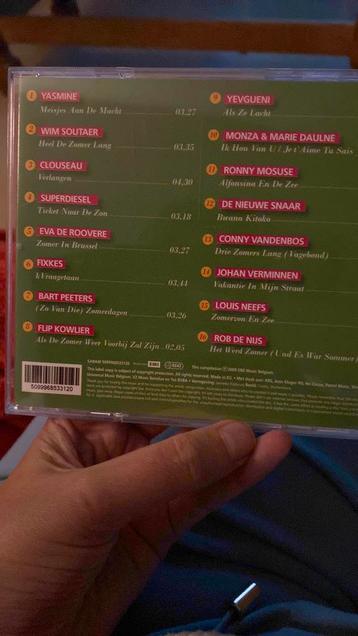 1 YASMINE
Meisjes Aan De Macht 03,27
2 WIM SOUTAER
Heel De Zomer Lang 03,35
3 CLOUSEAU
Verlangen 04,30
4 SUPERDIESEL
Ticket Naar De Zon 03,18
5 EVA DE ROOVERE
Zomer In Brussel 03,27
6 FIXKES
kVraagetaan 03,44
7 BART PEETERS
(Zo Van Die) Zomerdagen 03,26
8 FLIP KOWLIER
Als De Zomer Weer Voorbij Zal Zijn 02,05
9 YEVGUENI
Als Ze Lacht
10 MONZA & MARIE DAULNE
Ik Hou Van U / Je t'Aime Tu Sais
11 RONNY MOSUSE
Alfonsina En De Zee
12 DE NIEUWE SNAAR
Bwana Kitoko
13 CONNY VANDENBOS
Drie Zomers Lang (Vagebond)
14 JOHAN VERMINNEN
Vakantie In Mijn Straat
15 LOUIS NEEFS
Zomerzon En Zee
16 ROB DE NIJS
Het Werd Zomer (Und Es War Sommer)
5099968533120